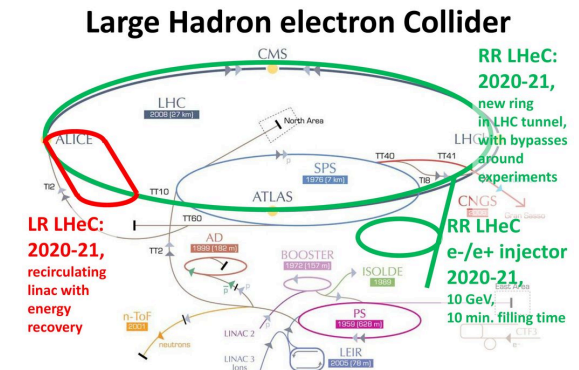 Large Hadron electron Collider
CMS
RR LHeC:
2020-21,
new ring
in LHC tunnel,
with bypasses
around
experiments
LHC
2008 (27 km)
North Area
ALICE
TT40
TT41
SPS
1976 (7 km)
TI8
TI2
TT10
ATLAS
CNGS
Gran Sasso
LR LHeC:
2020-21,
recirculating
linac with
energy
recovery
TT60
AD
1999 (182 m)
TT2
BOOSTER
1972 (157 m)
ISOLDE
1989
RR LHeC
e-/e+ injector
2020-21,
10 GeV,
10 min. filling time
East Area
n-ToF
2001
neutrons
LINAC 2
PS
1959 (628 m)
CTF3
e-
LINAC 3
Ions
LEIR
2005 (78 m)
p
p
p
p